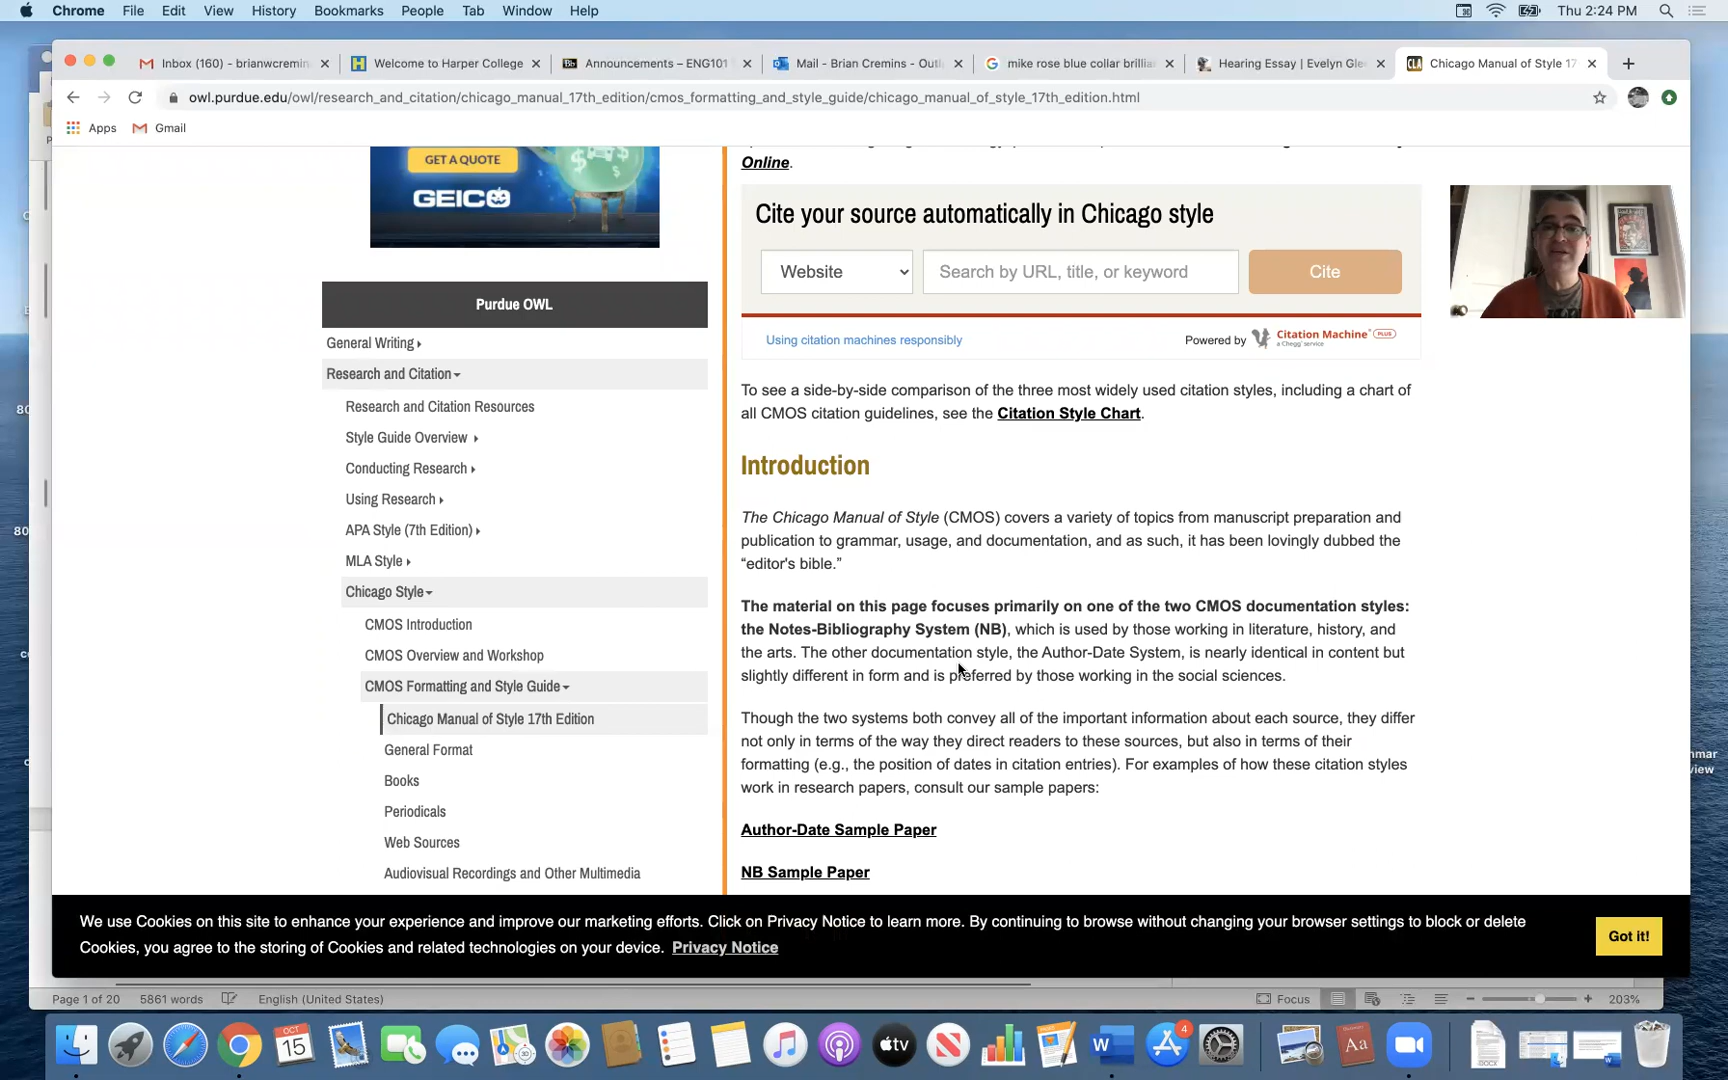 Chrome File Edit View History Bookmarks People Tab Window Help
Thu 2:24 PM
Inbox (160) - brianwcremin
Welcome to Harper College
Announcements – ENG101
Mail - Brian Cremins - Outl
mike rose blue collar brillia
Hearing Essay | Evelyn Gle
Chicago Manual of Style 17
owl.purdue.edu/owl/research_and_citation/chicago_manual_17th_edition/cmos_formatting_and_style_guide/chicago_manual_of_style_17th_edition.html
Apps Gmail
GET A QUOTE
GEICO
Purdue OWL
General Writing
Research and Citation
Research and Citation Resources
Style Guide Overview
Conducting Research
Using Research
APA Style (7th Edition)
MLA Style
Chicago Style
CMOS Introduction
CMOS Overview and Workshop
CMOS Formatting and Style Guide
Chicago Manual of Style 17th Edition
General Format
Books
Periodicals
Web Sources
Audiovisual Recordings and Other Multimedia
Online.
Cite your source automatically in Chicago style
Website Search by URL, title, or keyword Cite
Using citation machines responsibly Powered by Citation Machine PLUS
a Chegg service
To see a side-by-side comparison of the three most widely used citation styles, including a chart of
all CMOS citation guidelines, see the Citation Style Chart.
Introduction
The Chicago Manual of Style (CMOS) covers a variety of topics from manuscript preparation and
publication to grammar, usage, and documentation, and as such, it has been lovingly dubbed the
“editor's bible.”
The material on this page focuses primarily on one of the two CMOS documentation styles:
the Notes-Bibliography System (NB), which is used by those working in literature, history, and
the arts. The other documentation style, the Author-Date System, is nearly identical in content but
slightly different in form and is preferred by those working in the social sciences.
Though the two systems both convey all of the important information about each source, they differ
not only in terms of the way they direct readers to these sources, but also in terms of their
formatting (e.g., the position of dates in citation entries). For examples of how these citation styles
work in research papers, consult our sample papers:
Author-Date Sample Paper
NB Sample Paper
We use Cookies on this site to enhance your experience and improve our marketing efforts. Click on Privacy Notice to learn more. By continuing to browse without changing your browser settings to block or delete
Cookies, you agree to the storing of Cookies and related technologies on your device. Privacy Notice
Got it!
Page 1 of 20 5861 words English (United States) Focus 203%
OCT
15
tv
W
4
Aa
DOCX